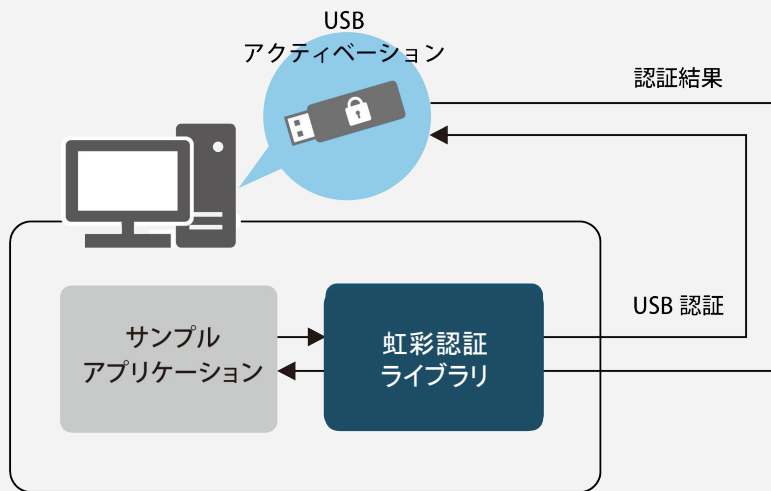 USB
アクティベーション
認証結果
USB 認証
サンプル
アプリケーション
虹彩認証
ライブラリ